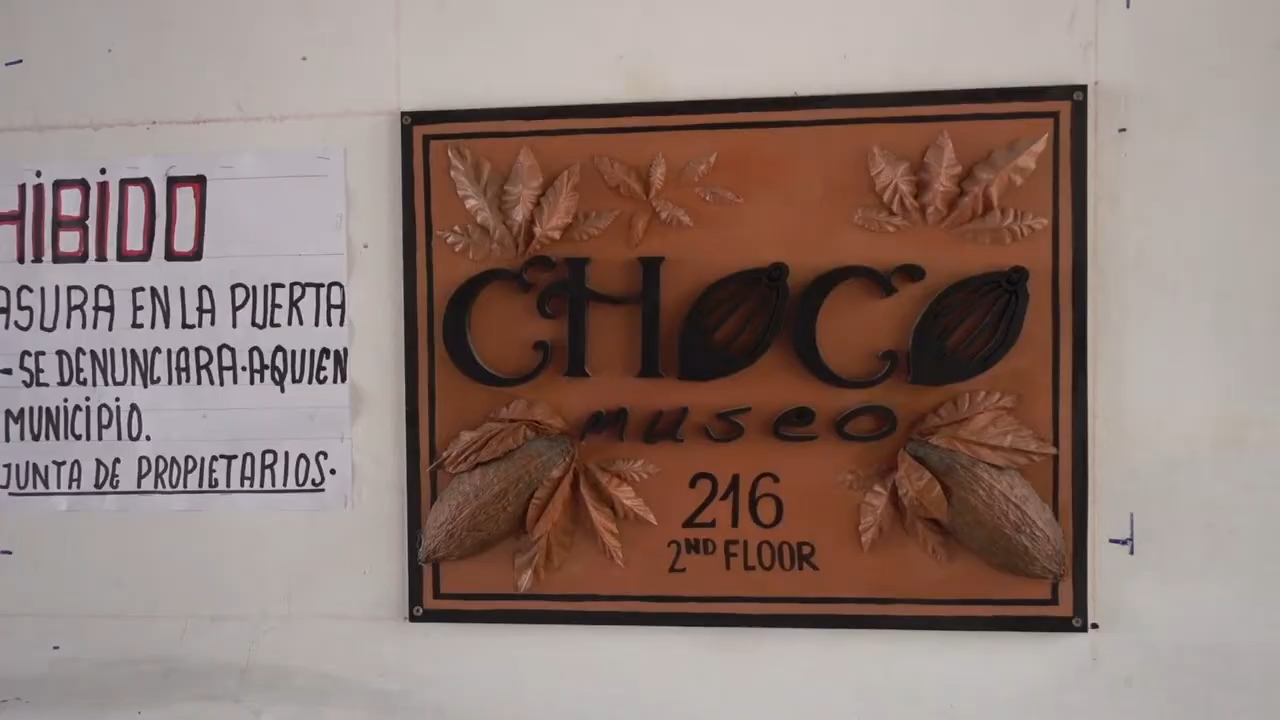 HIBIDO
ASURA EN LA PUERTA
- SE DENUNCIARA·A QUIEN
MUNICIPIO.
JUNTA DE PROPIETARIOS.
CHOCO
museo
216
2ND FLOOR